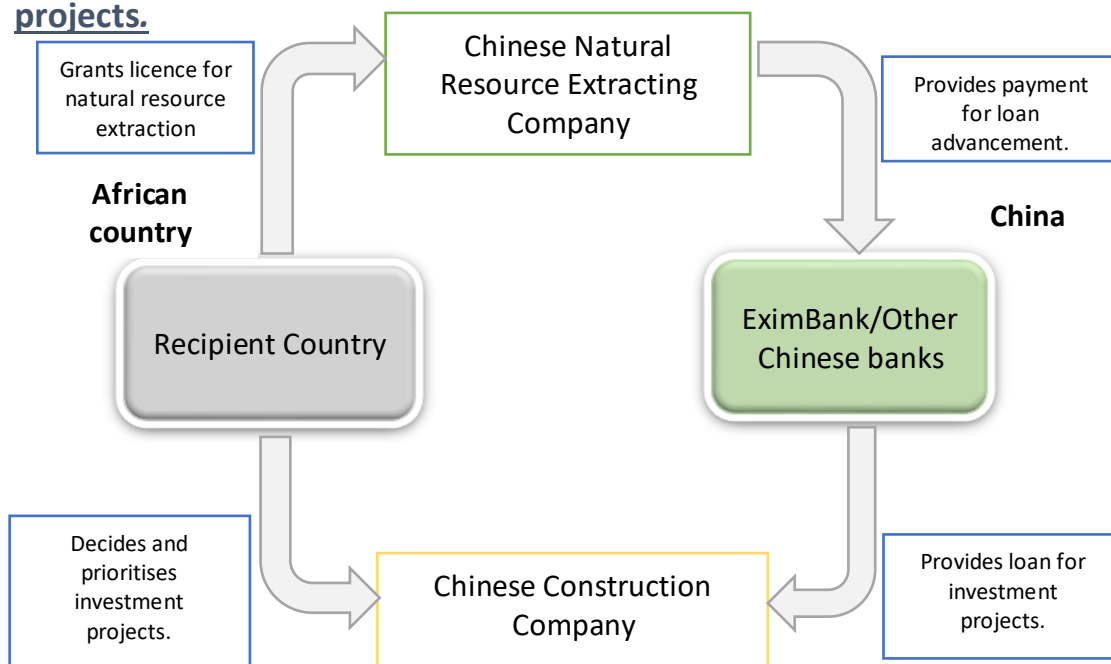 projects.
Grants licence for
natural resource
extraction
Chinese Natural
Resource Extracting
Company
Provides payment
for loan
advancement.
African
country
China
Recipient Country
EximBank/Other
Chinese banks
Decides and
prioritises
investment
projects.
Chinese Construction
Company
Provides loan for
investment
projects.